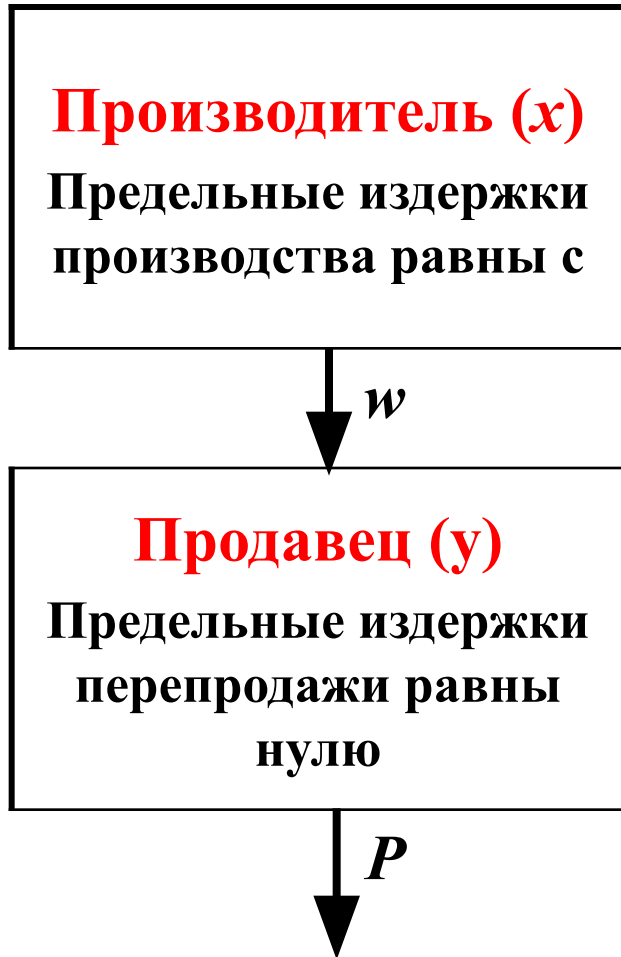 Производитель (x)
Предельные издержки
производства равны с
w
Продавец (у)
Предельные издержки
перепродажи равны
нулю
P